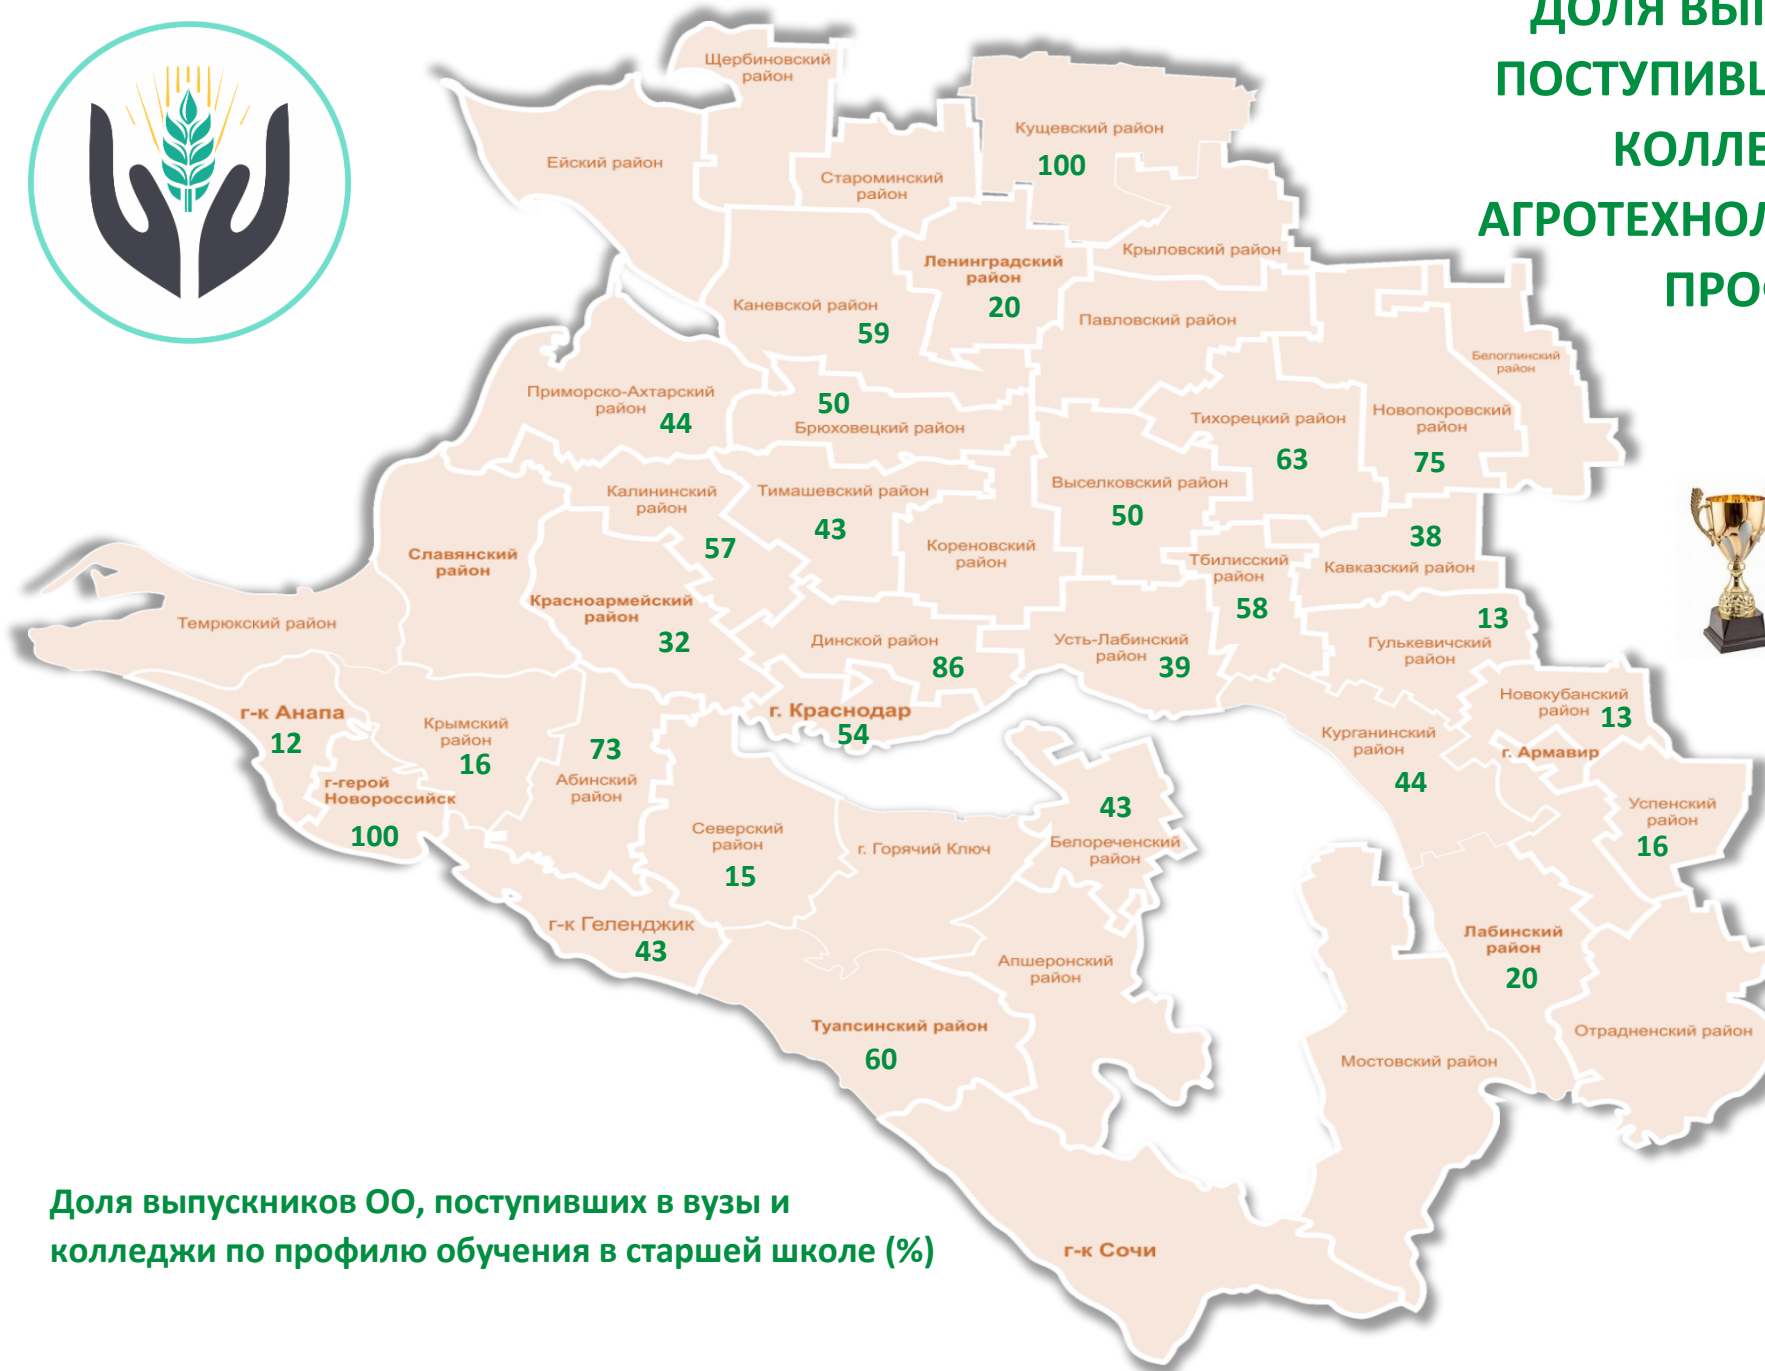 ДОЛЯ
ПОСТУПИВШ
КОЛЛЕ
АГРОТЕХНОЛ
Щербиновский
район
Ейский район
Кущевский район
100
Староминский
район
Крыловский район
Ленинградский
район
20
Каневской район
59
Павловский район
Белоглинский
район
Приморско-Ахтарский
район
44
50
Брюховецкий район
Тихорецкий район
63
Новопокровский
район
75
Калининский
район
57
Тимашевский район
43
Выселковский район
50
38
Кавказский район
Славянский
район
Кореновский
район
Тбилисский
район
58
Красноармейский
район
32
Темрюкский район
Динской район
86
Усть-Лабинский
район 39
13
Гулькевичский
район
г-к Анапа
12
Крымский
район
16
73
Абинский
район
г. Краснодар
54
Новокубанский
район 13
Курганинский
район
44
г. Армавир
г-герой
Новороссийск
100
Северский
район
15
г. Горячий Ключ
43
Белореченский
район
Успенский
район
16
г-к Геленджик
43
Апшеронский
район
Лабинский
район
20
Туапсинский район
60
Мостовский район
Отрадненский район
Доля выпускников ОО, поступивших в вузы и
колледжи по профилю обучения в старшей школе (%)
г-к Сочи